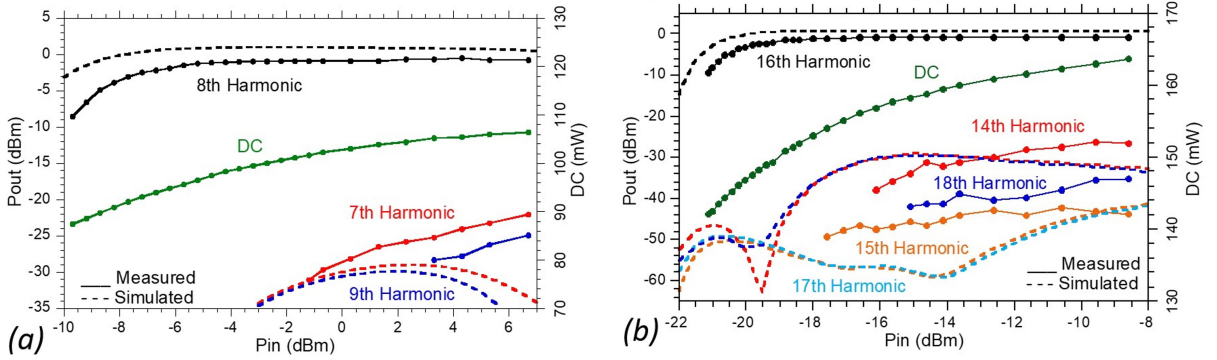 5
0
-5
-10
-15
-20
-25
-30
-35
Pout (dBm)
130
120
110
100
90
80
70
DC (mW)
8th Harmonic
DC
7th Harmonic
9th Harmonic
Measured
Simulated
-10 -8 -6 -4 -2 0 2 4 6
Pin (dBm)
(a)
0
-10
-20
-30
-40
-50
-60
Pout (dBm)
170
160
150
140
130
DC (mW)
16th Harmonic
DC
14th Harmonic
18th Harmonic
15th Harmonic
17th Harmonic
Measured
Simulated
-22 -20 -18 -16 -14 -12 -10 -8
Pin (dBm)
(b)